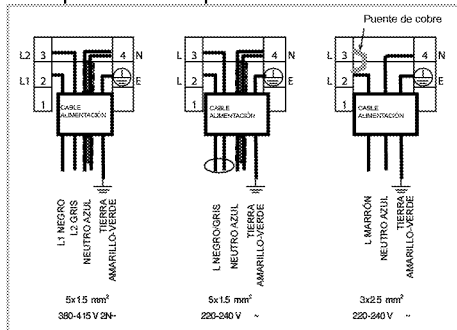 Puente de cobre
L2 3 4 N
L1 2 E
1
CABLE
ALIMENTACIÓN
L1 NEGRO
L2 GRIS
NEUTRO AZUL
TIERRA
AMARILLO-VERDE
5x1.5 mm²
380-415 V 2N~
L 3 4 N
L 2 E
1
CABLE
ALIMENTACIÓN
L NEGRO/GRIS
NEUTRO AZUL
TIERRA
AMARILLO-VERDE
5x1.5 mm²
220-240 V ~
L 3 4 N
L 2 E
1
CABLE
ALIMENTACIÓN
L MARRÓN
NEUTRO AZUL
TIERRA
AMARILLO-VERDE
3x2.5 mm²
220-240 V ~